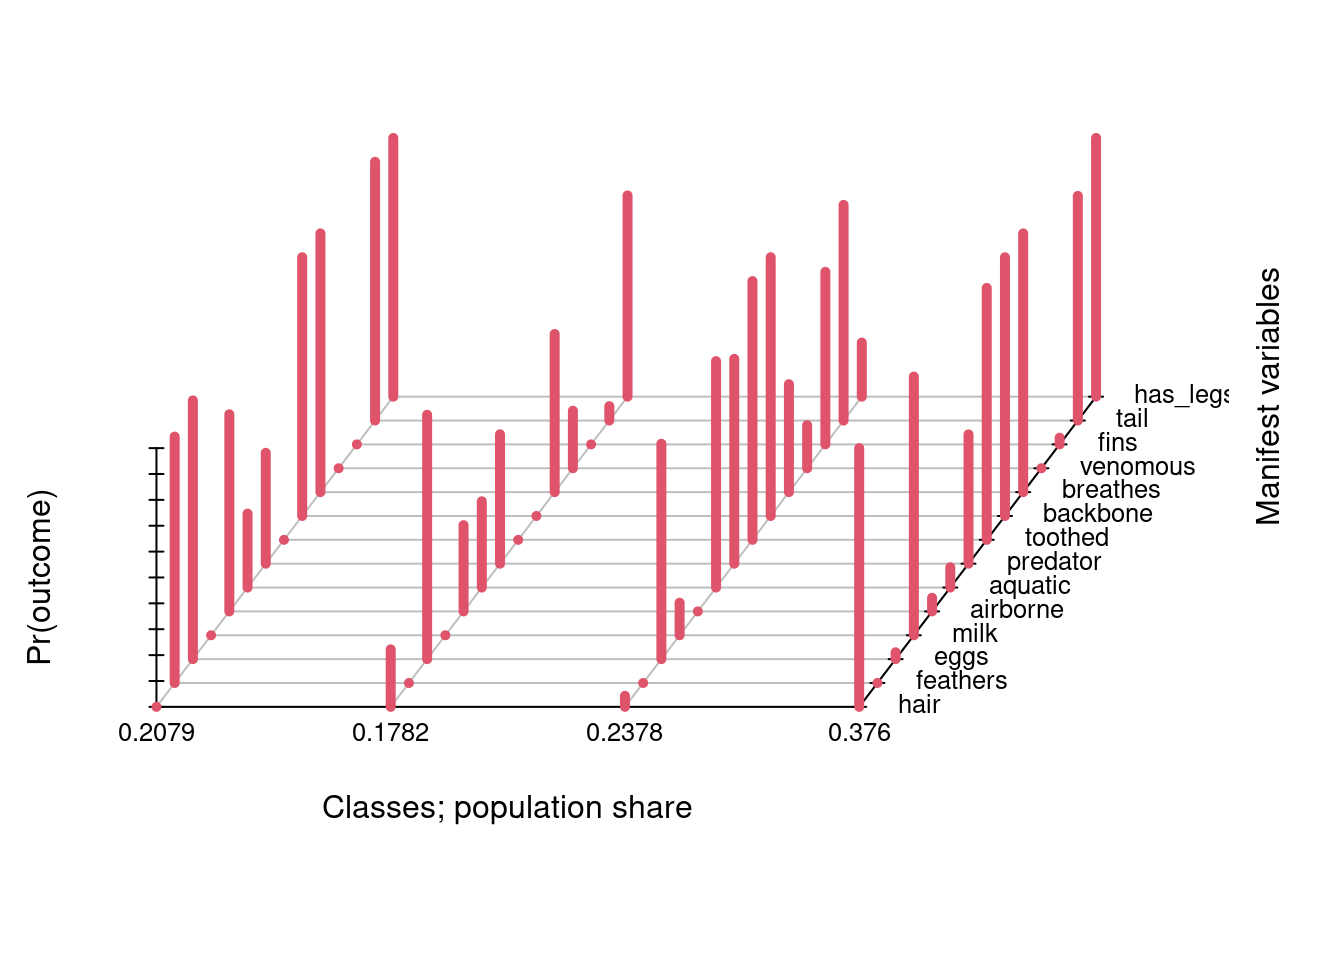 has_legs
tail
fins
venomous
breathes
backbone
toothed
predator
aquatic
airborne
milk
eggs
feathers
hair
Manifest variables
Pr(outcome)
0.2079 0.1782 0.2378 0.376
Classes; population share